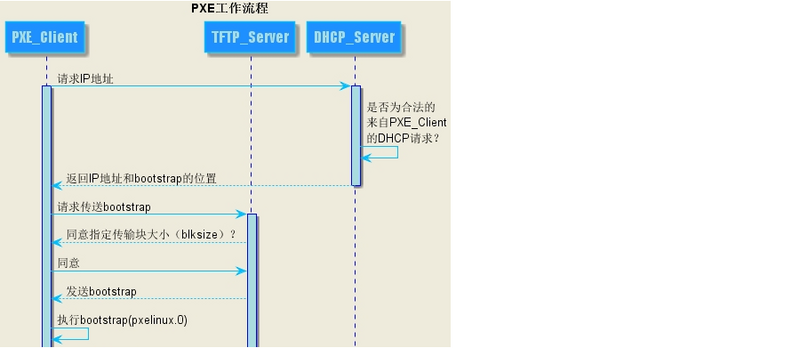 PXE工作流程
PXE_Client
TFTP_Server
DHCP_Server
请求IP地址
是否为合法的
来自PXE_Client
的DHCP请求?
返回IP地址和bootstrap的位置
请求传送bootstrap
同意指定传输块大小（blksize）?
同意
发送bootstrap
执行bootstrap(pxelinux.0)